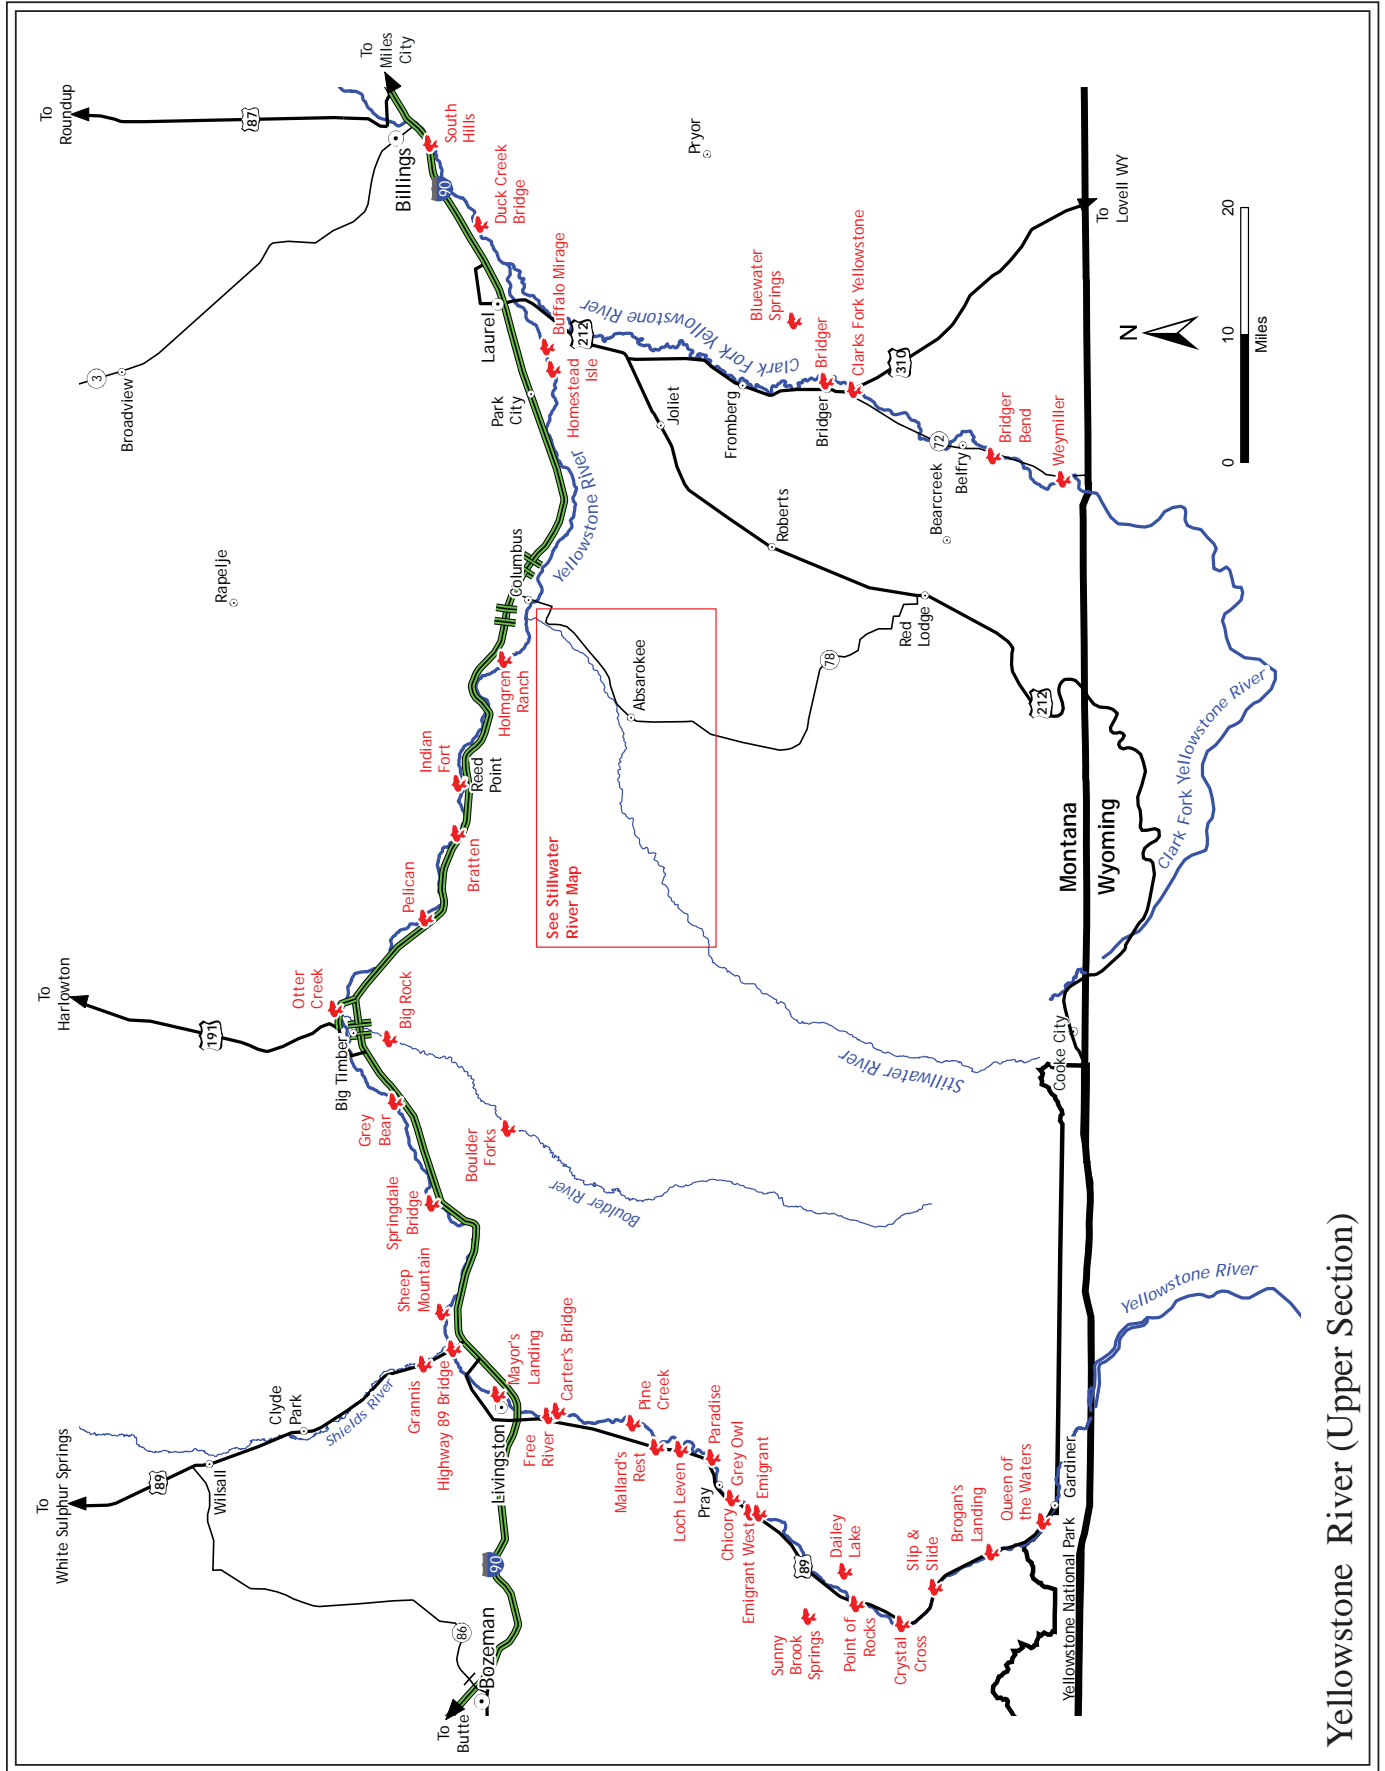 Yellowstone River (Upper Section)
To
White Sulphur Springs
89
Wilsall
Clyde
Park
Shields River
To
Harlowton
191
To
Roundup
87
3
Broadview
Rapelje
To
Miles
City
Billings
90
South
Hills
Duck Creek
Bridge
Buffalo Mirage
Laurel
Homestead
Isle
Park
City
Yellowstone River
Columbus
Holmgren
Ranch
Indian
Fort
Reed
Point
Bratten
Pelican
Otter
Creek
Big Rock
Big Timber
Grey
Bear
Boulder
Forks
Springdale
Bridge
Sheep
Mountain
Grannis
Highway 89 Bridge
Mayor's
Landing
Livingston
Free
River
Carter's Bridge
90
86
Bozeman
To
Butte
Pine
Creek
Mallard's
Rest
Loch Leven
Paradise
Pray
Grey Owl
Chicory
Emigrant
Emigrant West
89
Dailey
Lake
Sunny
Brook
Springs
Point of
Rocks
Crystal
Cross
Slip &
Slide
Brogan's
Landing
Queen of
the Waters
Gardiner
Yellowstone National Park
Yellowstone River
Boulder River
Stillwater River
See Stillwater
River Map
Absarokee
78
Red
Lodge
Roberts
Joliet
212
Clark Fork Yellowstone River
Fromberg
Bridger
Bridger
Bluewater
Springs
Clarks Fork Yellowstone
310
Pryor
72
Bearcreek
Belfry
Bridger
Bend
Weymiller
To
Lovell WY
212
Cooke City
Montana
Wyoming
Clark Fork Yellowstone River
N
0
10
20
Miles